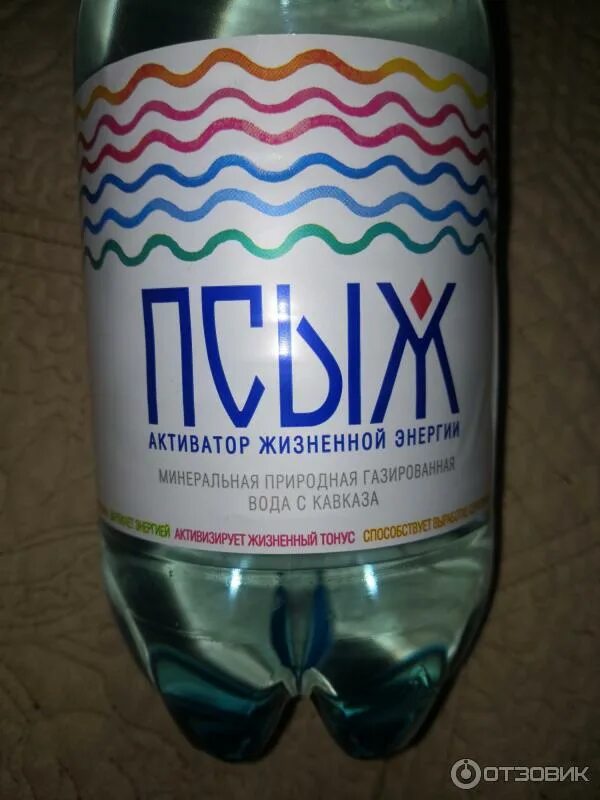 ПСЫЖ
АКТИВАТОР ЖИЗНЕННОЙ ЭНЕРГИИ
МИНЕРАЛЬНАЯ ПРИРОДНАЯ ГАЗИРОВАННАЯ
ВОДА С КАВКАЗА
ЭНЕРГИЕЙ АКТИВИЗИРУЕТ ЖИЗНЕННЫЙ ТОНУС СПОСОБСТВУЕТ
ОТЗОВИК